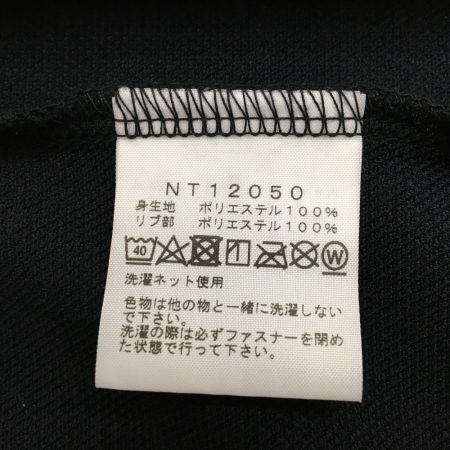 NT12050
身生地 ポリエステル100%
リブ部 ポリエステル100%
40 W
洗濯ネット使用
色物は他の物と一緒に洗濯しない
で下さい。
洗濯の際は必ずファスナーを閉め
た状態で行って下さい。